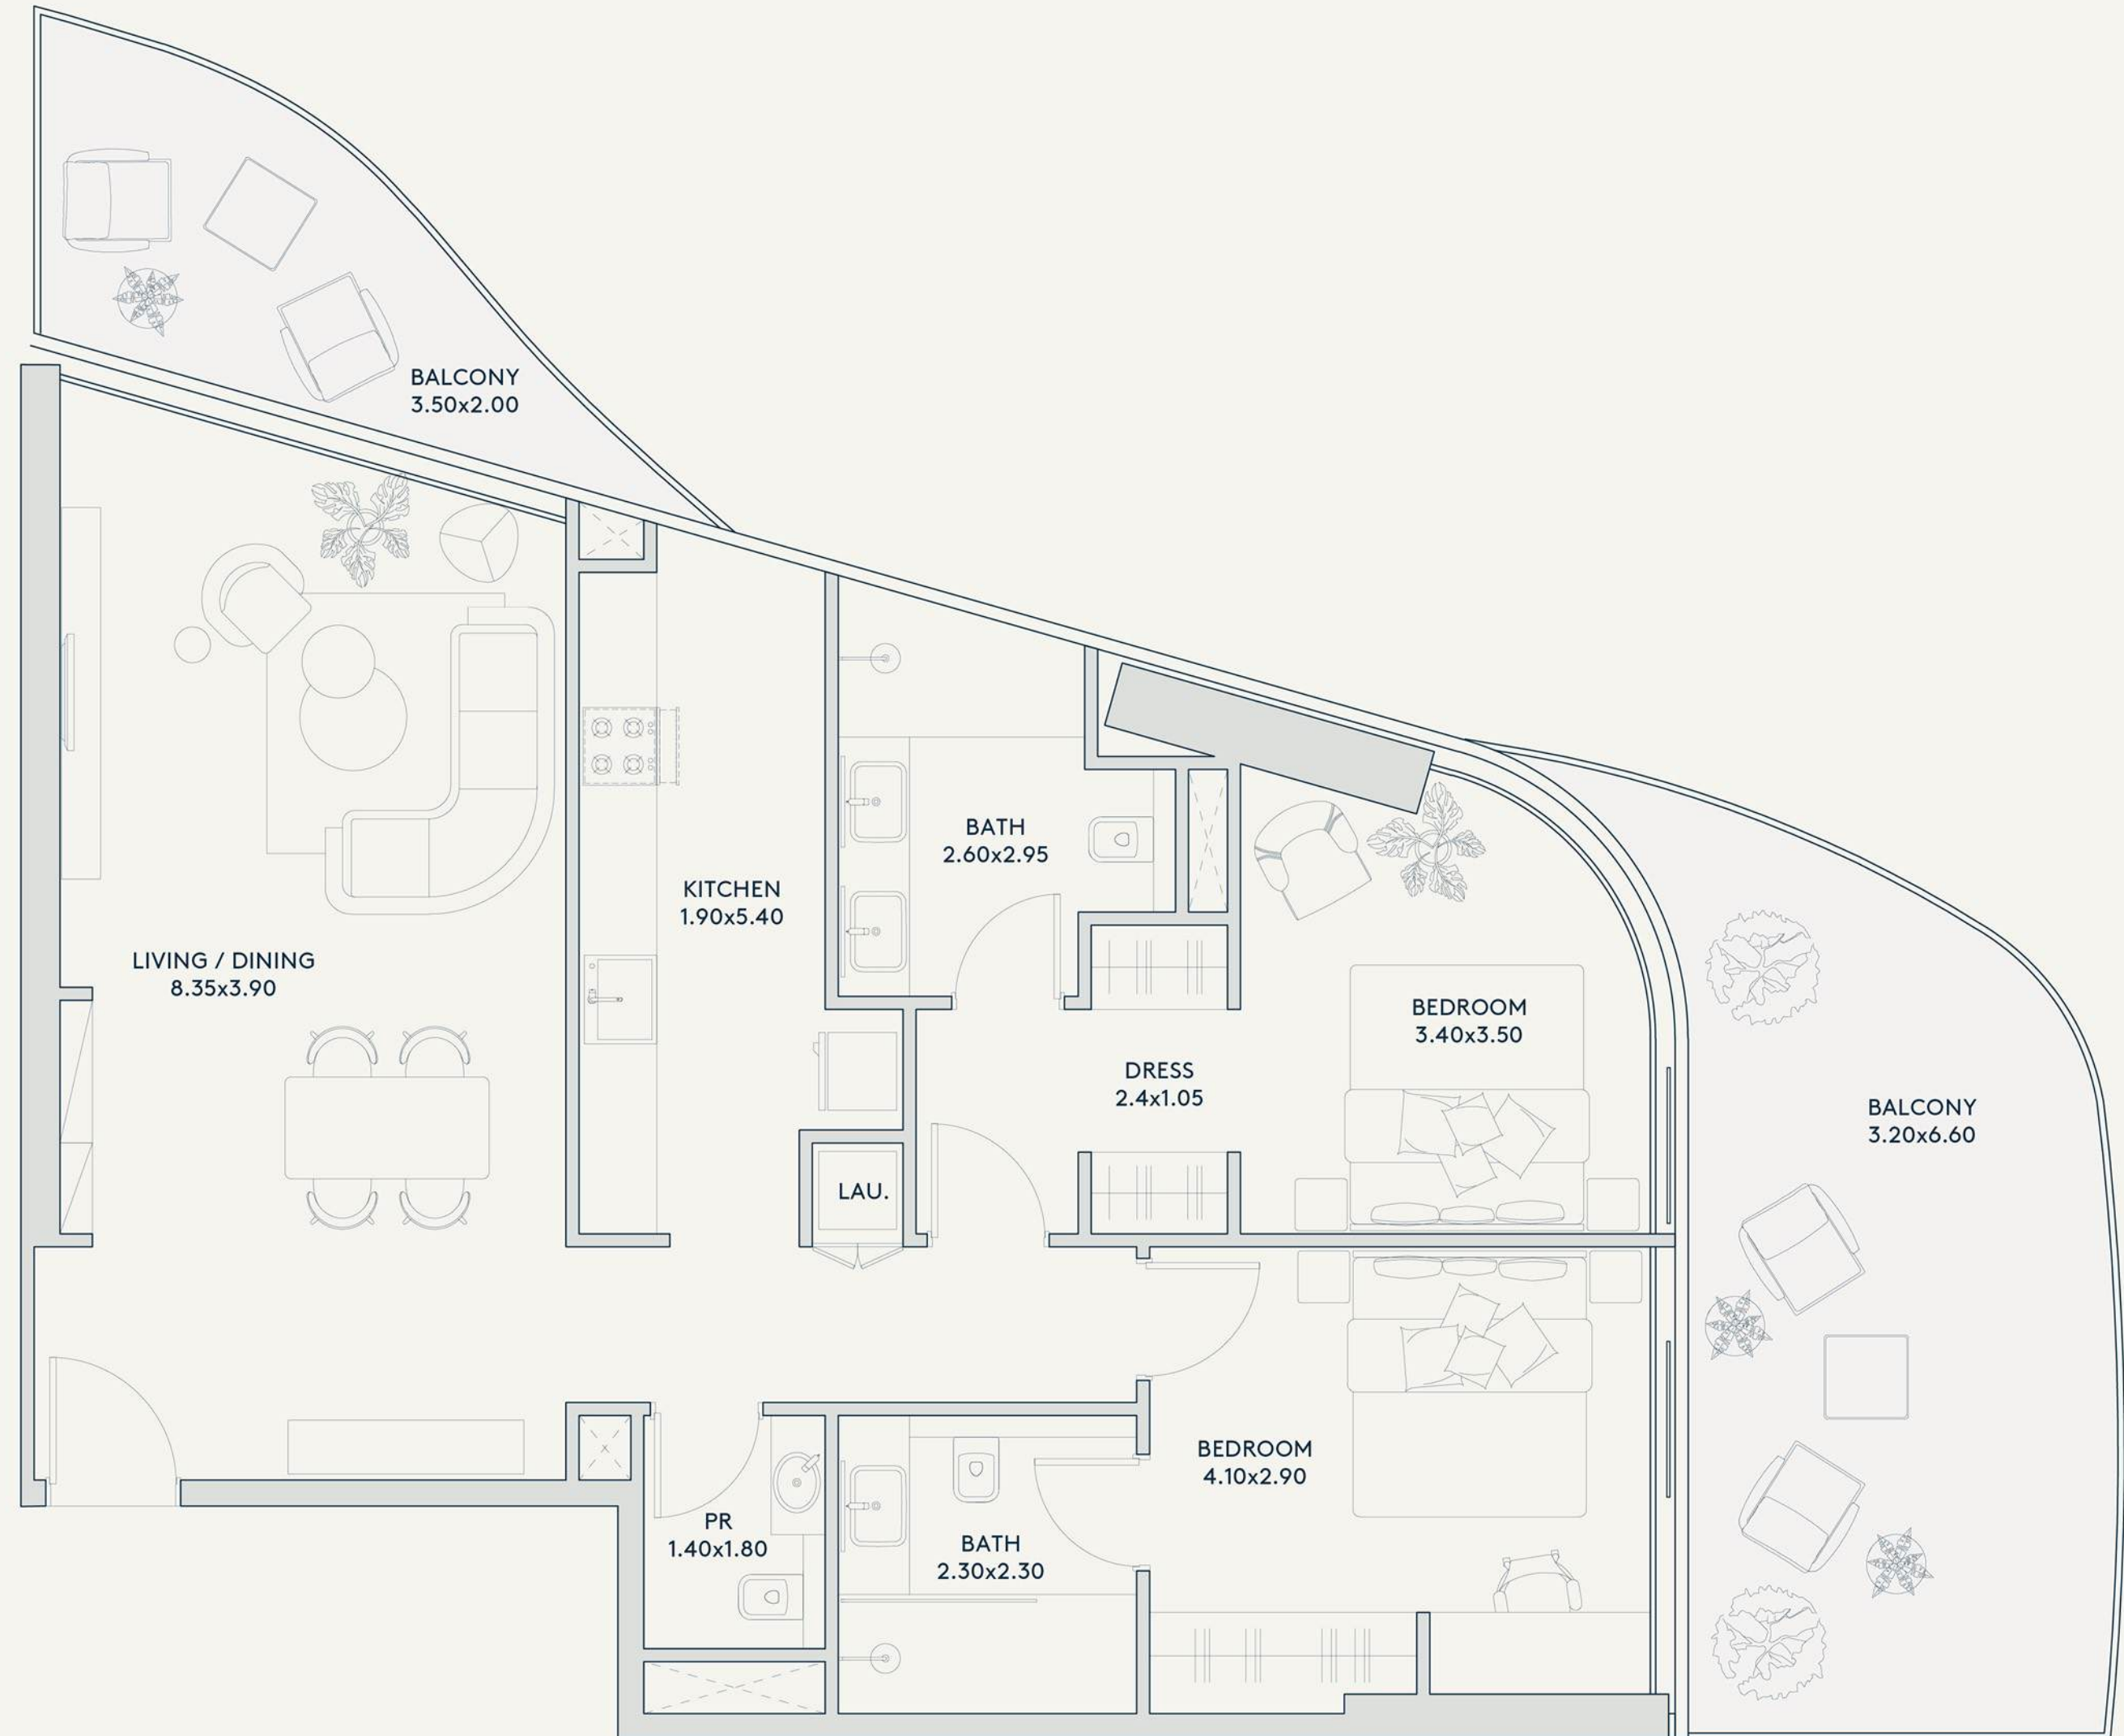 BALCONY
3.50x2.00
BATH
2.60x2.95
KITCHEN
1.90x5.40
LIVING / DINING
8.35x3.90
BEDROOM
3.40x3.50
DRESS
2.4x1.05
BALCONY
3.20x6.60
LAU.
BEDROOM
4.10x2.90
PR
1.40x1.80
BATH
2.30x2.30